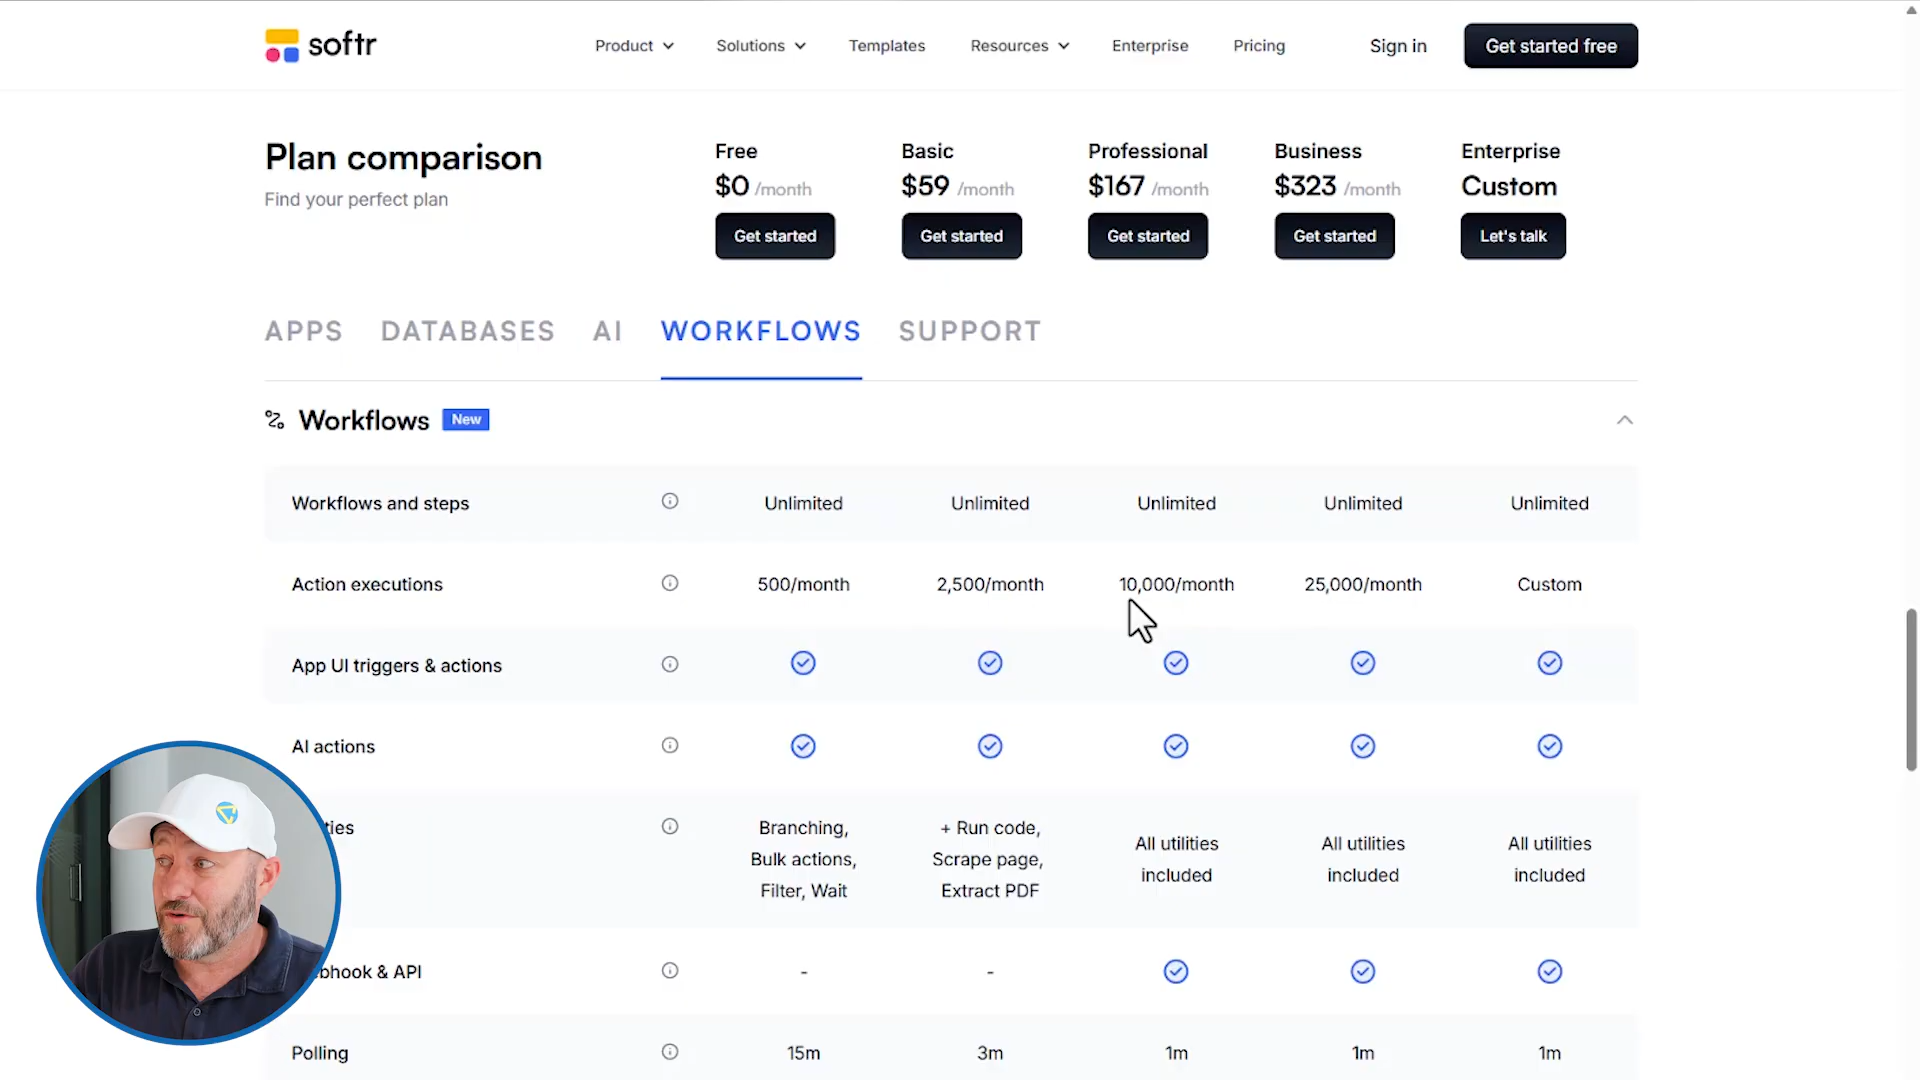 softr
Product
Solutions
Templates
Resources
Enterprise
Pricing
Sign in
Get started free
Plan comparison
Find your perfect plan
Free
$0 /month
Get started
Basic
$59 /month
Get started
Professional
$167 /month
Get started
Business
$323 /month
Get started
Enterprise
Custom
Let's talk
APPS DATABASES AI WORKFLOWS SUPPORT
Workflows New
Workflows and steps Unlimited Unlimited Unlimited Unlimited Unlimited
Action executions 500/month 2,500/month 10,000/month 25,000/month Custom
App UI triggers & actions
AI actions
Branching,
Bulk actions,
Filter, Wait
+ Run code,
Scrape page,
Extract PDF
All utilities
included
All utilities
included
All utilities
included
& API - -
Polling 15m 3m 1m 1m 1m